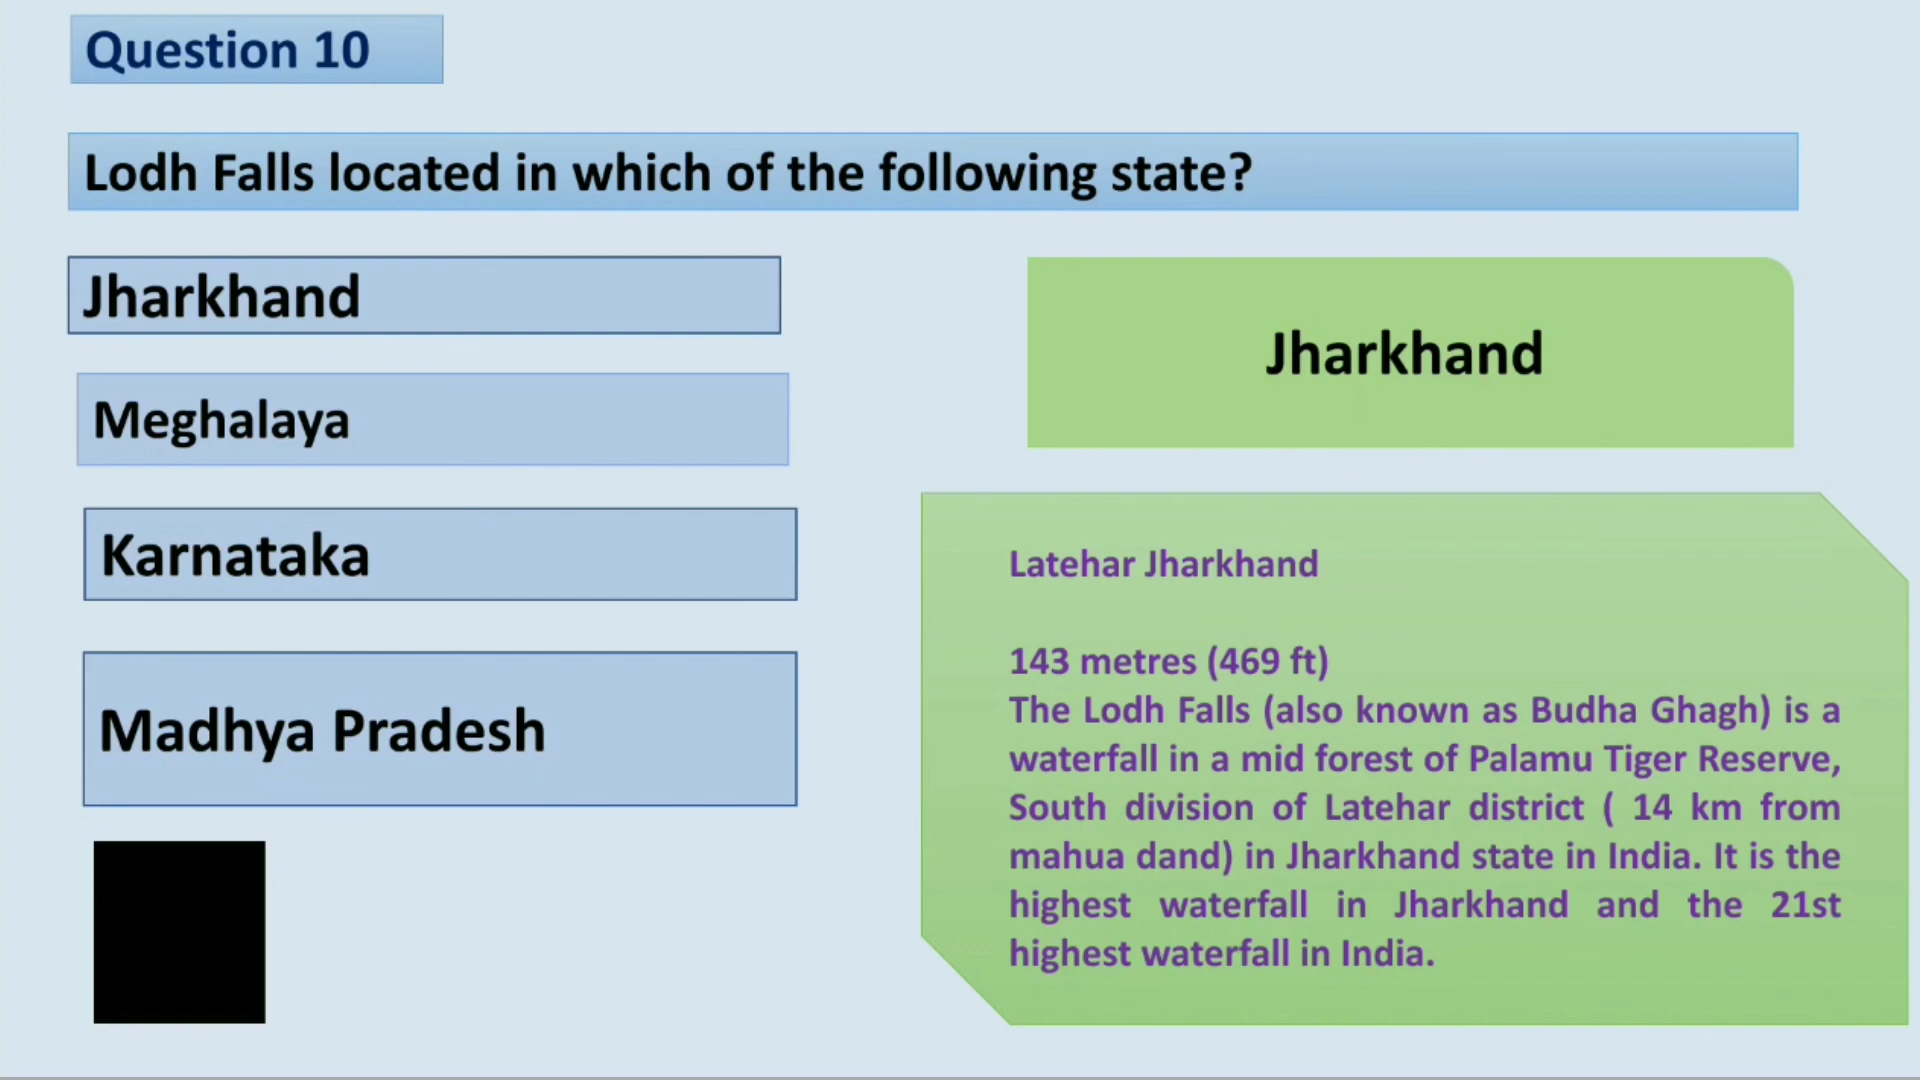 Question 10
Lodh Falls located in which of the following state?
Jharkhand
Meghalaya
Karnataka
Madhya Pradesh
Jharkhand
Latehar Jharkhand
143 metres (469 ft)
The Lodh Falls (also known as Budha Ghagh) is a
waterfall in a mid forest of Palamu Tiger Reserve,
South division of Latehar district ( 14 km from
mahua dand) in Jharkhand state in India. It is the
highest waterfall in Jharkhand and the 21st
highest waterfall in India.